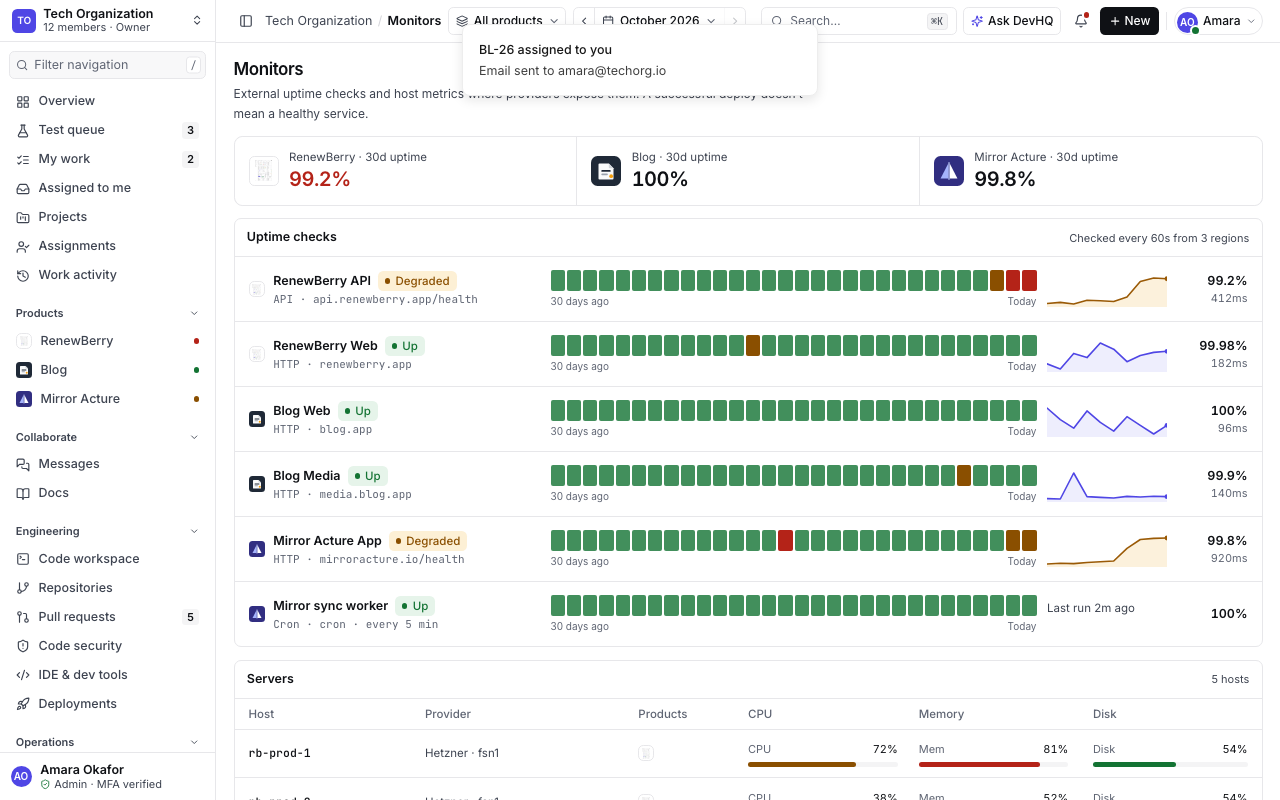 TO
Tech Organization
12 members · Owner
Filter navigation
/
Overview
Test queue
3
My work
2
Assigned to me
Projects
Assignments
Work activity
Products
RenewBerry
Blog
Mirror Acture
Collaborate
Messages
Docs
Engineering
Code workspace
Repositories
Pull requests
5
Code security
IDE & dev tools
Deployments
Operations
AO
Amara Okafor
Admin · MFA verified
Tech Organization / Monitors
All products
October 2026
Search...
⌘K
Ask DevHQ
New
AO
Amara
BL-26 assigned to you
Email sent to amara@techorg.io
Monitors
External uptime checks and host metrics where providers expose them. A successful deploy doesn't
mean a healthy service.
RenewBerry · 30d uptime
99.2%
Blog · 30d uptime
100%
Mirror Acture · 30d uptime
99.8%
Uptime checks
Checked every 60s from 3 regions
RenewBerry API
Degraded
API · api.renewberry.app/health
30 days ago
Today
99.2%
412ms
RenewBerry Web
Up
HTTP · renewberry.app
30 days ago
Today
99.98%
182ms
Blog Web
Up
HTTP · blog.app
30 days ago
Today
100%
96ms
Blog Media
Up
HTTP · media.blog.app
30 days ago
Today
99.9%
140ms
Mirror Acture App
Degraded
HTTP · mirroracture.io/health
30 days ago
Today
99.8%
920ms
Mirror sync worker
Up
Cron · cron · every 5 min
30 days ago
Today
Last run 2m ago
100%
Servers
5 hosts
Host
Provider
Products
CPU
Memory
Disk
rb-prod-1
Hetzner · fsn1
CPU
72%
Mem
81%
Disk
54%
CPU
38%
Mem
52%
Disk
54%